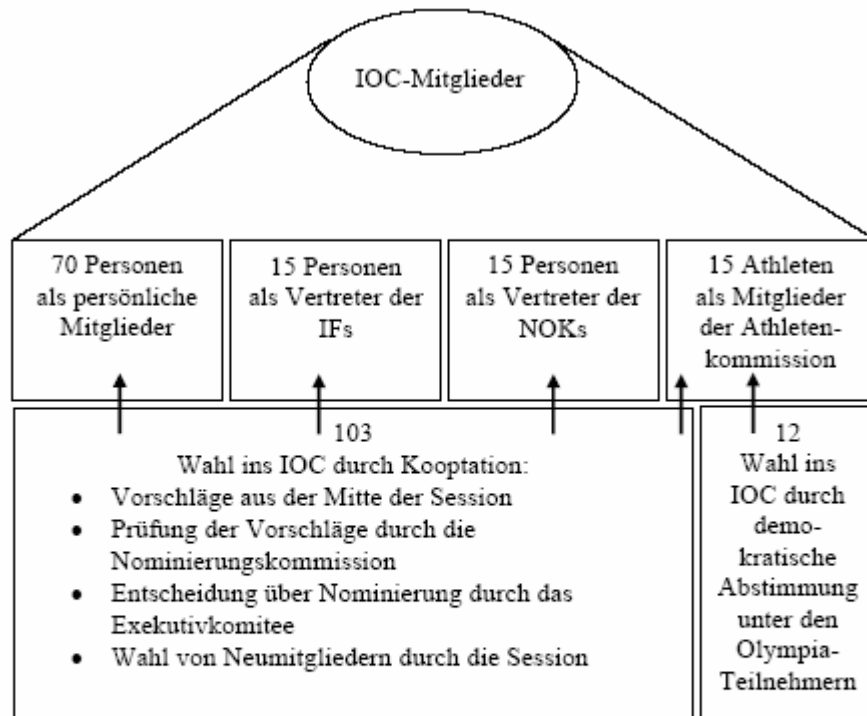 IOC-Mitglieder
70 Personen
als persönliche
Mitglieder
15 Personen
als Vertreter der
IFs
15 Personen
als Vertreter der
NOKs
15 Athleten
als Mitglieder
der Athleten-
kommission
103
Wahl ins IOC durch Kooptation:
• Vorschläge aus der Mitte der Session
• Prüfung der Vorschläge durch die
Nominierungskommission
• Entscheidung über Nominierung durch das
Exekutivkomitee
• Wahl von Neumitgliedern durch die Session
12
Wahl ins
IOC durch
demo-
kratische
Abstimmung
unter den
Olympia-
Teilnehmern